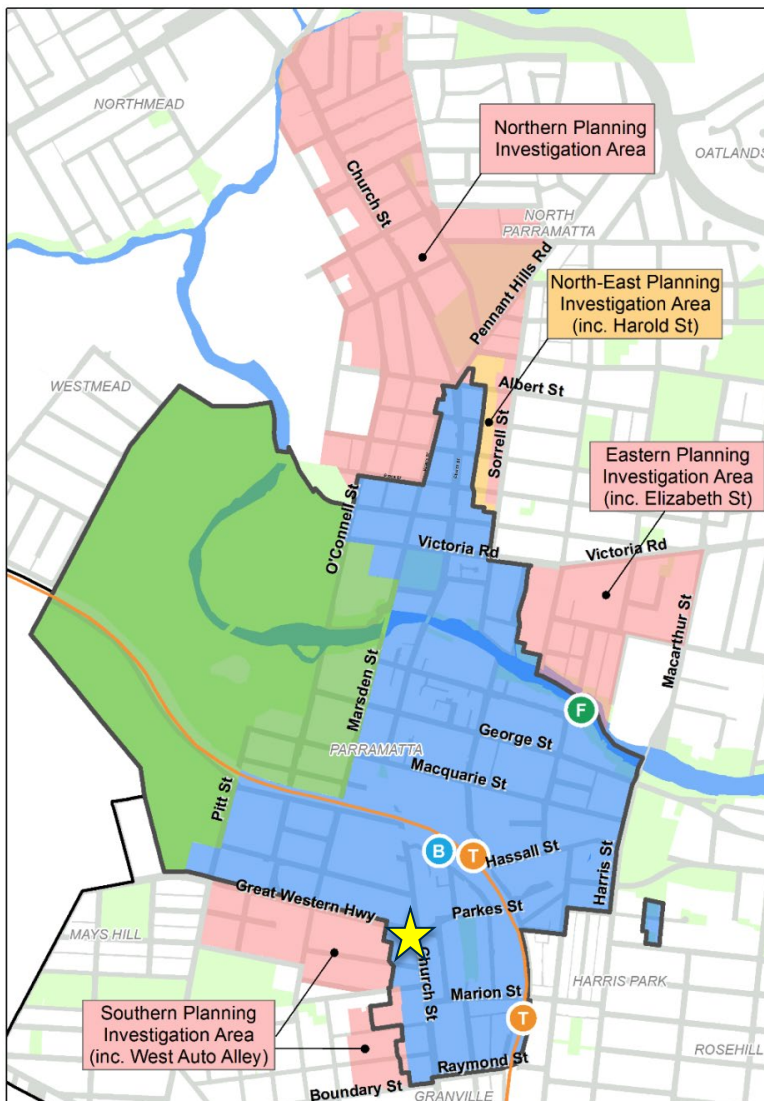 NORTHMEAD
Northern Planning
Investigation Area
OATLANDS
Church St
NORTH
PARRAMATTA
Pennant Hills Rd
North-East Planning
Investigation Area
(inc. Harold St)
WESTMEAD
Albert St
Sorrell St
Eastern Planning
Investigation Area
(inc. Elizabeth St)
O'Connell St
Victoria Rd
Victoria Rd
Macarthur St
Marsden St
F
George St
PARRAMATTA
Macquarie St
Pitt St
B
T
Hassall St
Harris St
Great Western Hwy
Parkes St
MAYS HILL
Church St
HARRIS PARK
Marion St
T
Southern Planning
Investigation Area
(inc. West Auto Alley)
ROSEHILL
Raymond St
Boundary St
GRANVILLE